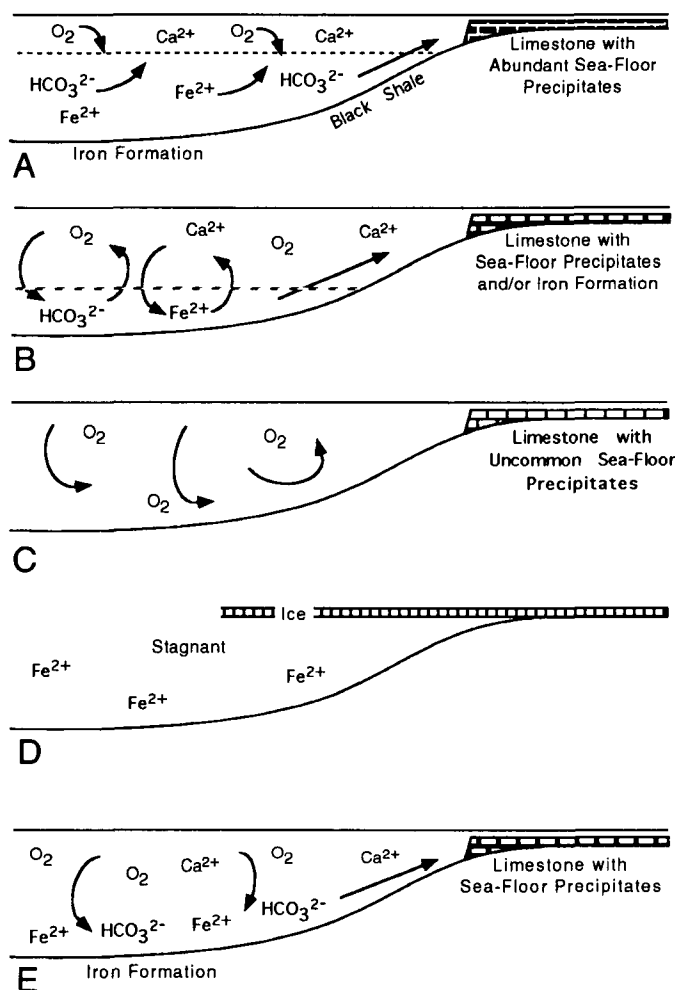 O2 Ca2+ O2 Ca2+
HCO3^2- Fe2+ HCO3^2-
Fe2+
Black Shale
Limestone with
Abundant Sea-Floor
Precipitates
Iron Formation
A
O2 Ca2+ O2 Ca2+
HCO3^2- Fe2+
Limestone with
Sea-Floor Precipitates
and/or Iron Formation
B
O2 O2
O2
Limestone with
Uncommon Sea-Floor
Precipitates
C
Ice
Stagnant
Fe2+ Fe2+
Fe2+
D
O2 O2 Ca2+ O2 Ca2+
Fe2+ HCO3^2- Fe2+ HCO3^2-
Limestone with
Sea-Floor Precipitates
Iron Formation
E